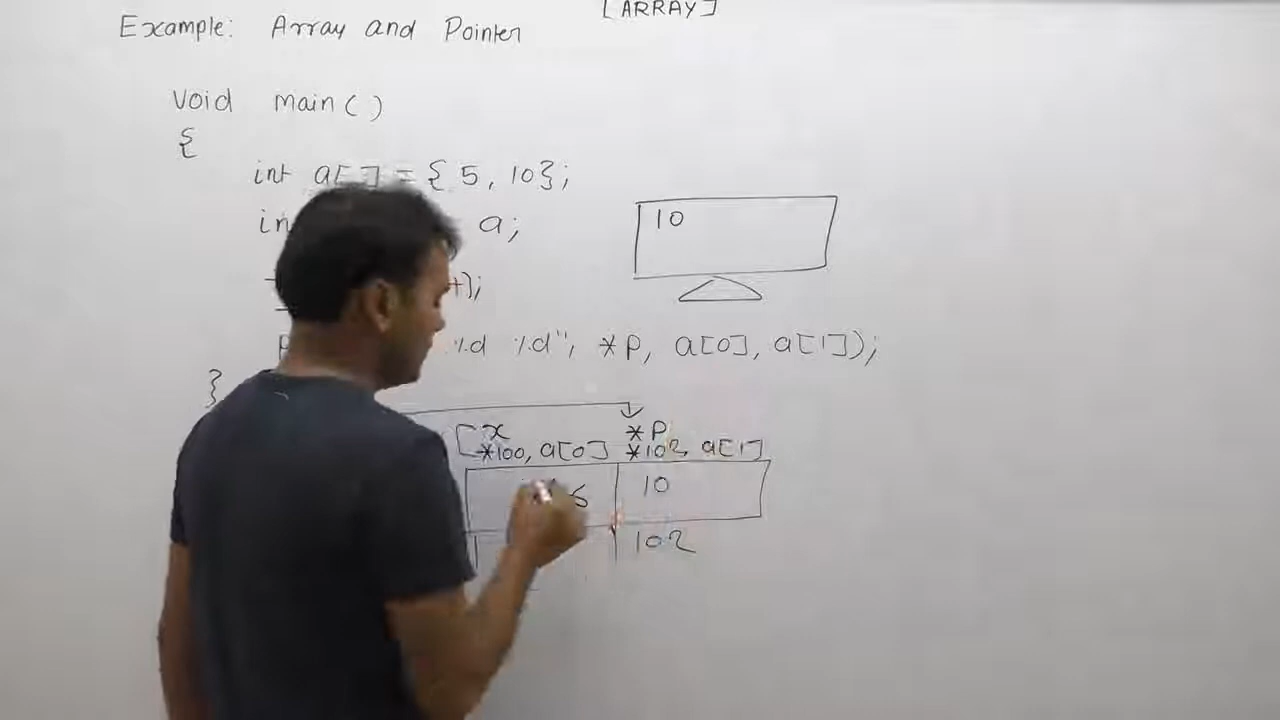 [ARRAY]
Example: Array and Pointer
void main()
{
int a[] = { 5, 10};
in a;
+);
%d %d", *P, a[0], a[1]);
}
x *P
*100, a[0] *102, a[1]
10
10
102